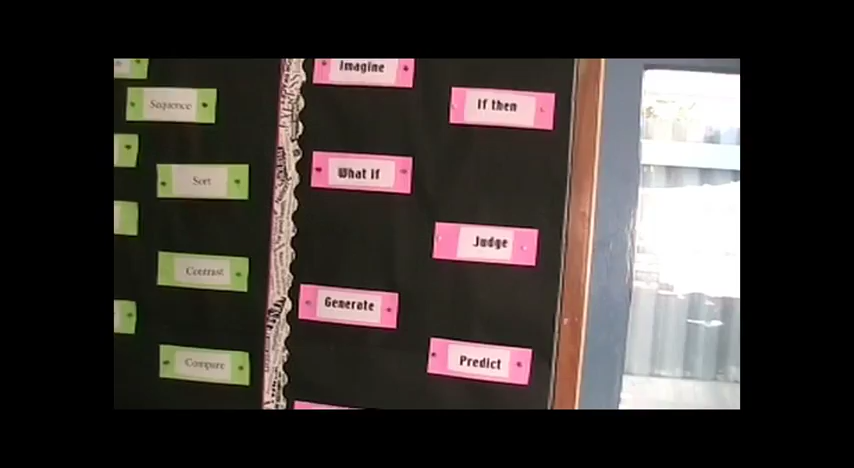 Sequence
Sort
Contrast
Compare
Imagine
If then
What if
Judge
Generate
Predict